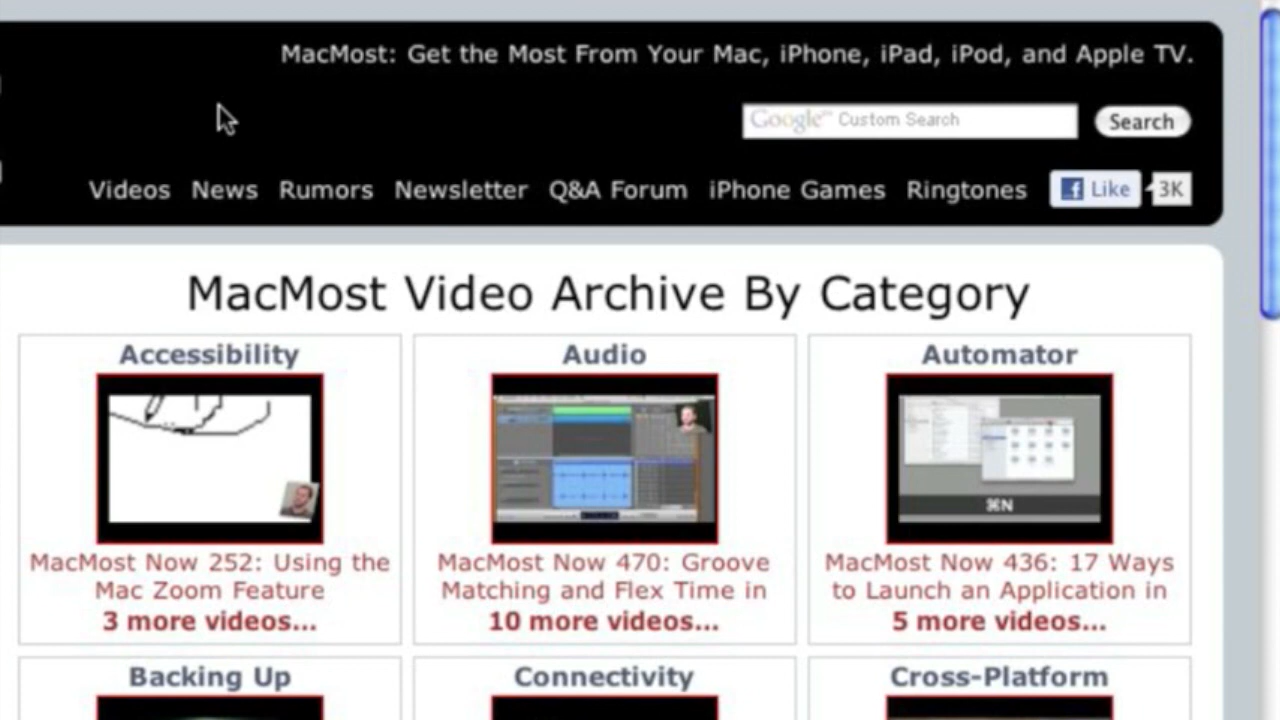 MacMost: Get the Most From Your Mac, iPhone, iPad, iPod, and Apple TV.
Google™ Custom Search Search
Videos News Rumors Newsletter Q&A Forum iPhone Games Ringtones Like 3K
MacMost Video Archive By Category
Accessibility Audio Automator
⌘N
MacMost Now 252: Using the MacMost Now 470: Groove MacMost Now 436: 17 Ways
Mac Zoom Feature Matching and Flex Time in to Launch an Application in
3 more videos... 10 more videos... 5 more videos...
Backing Up Connectivity Cross-Platform